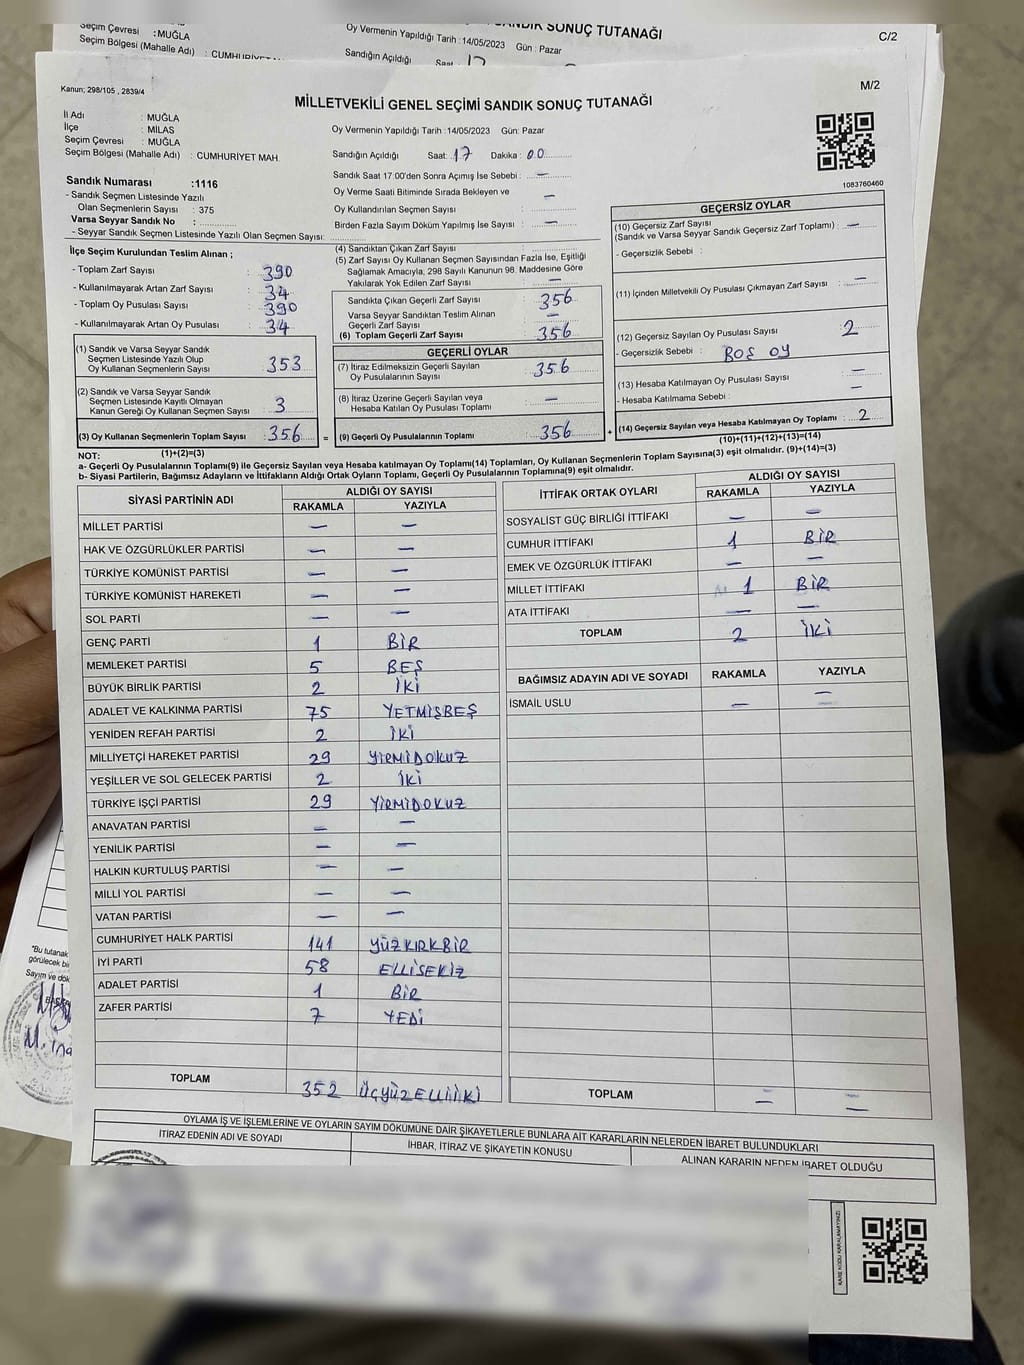 Seçim Çevresi : MUĞLA
Seçim Bölgesi (Mahalle Adı) :
Oy Vermenin Yapıldığı Tarih :14/05/2023 Gün : Pazar
Sandığın Açıldığı
SANDIK SONUÇ TUTANAĞI
C/2
Kanun; 298/105 , 2839/4
M/2
MİLLETVEKİLİ GENEL SEÇİMİ SANDIK SONUÇ TUTANAĞI
İl Adı : MUĞLA
İlçe : MİLAS
Seçim Çevresi : MUĞLA
Seçim Bölgesi (Mahalle Adı) : CUMHURİYET MAH.
Sandık Numarası :1116
- Sandık Seçmen Listesinde Yazılı
Olan Seçmenlerin Sayısı : 375
Varsa Seyyar Sandık No :
- Seyyar Sandık Seçmen Listesinde Yazılı Olan Seçmen Sayısı:
Oy Vermenin Yapıldığı Tarih :14/05/2023 Gün: Pazar
Sandığın Açıldığı Saat: 17 Dakika : 00
Sandık Saat 17:00'den Sonra Açımış İse Sebebi : —
Oy Verme Saati Bitiminde Sırada Bekleyen ve
Oy Kullandırılan Seçmen Sayısı : —
Birden Fazla Sayım Döküm Yapılmış İse Sayısı : —
1083760460
İlçe Seçim Kurulundan Teslim Alınan ;
- Toplam Zarf Sayısı : 390
- Kullanılmayarak Artan Zarf Sayısı : 34
- Toplam Oy Pusulası Sayısı : 390
- Kullanılmayarak Artan Oy Pusulası : 34
(1) Sandık ve Varsa Seyyar Sandık
Seçmen Listesinde Yazılı Olup
Oy Kullanan Seçmenlerin Sayısı : 353
(2) Sandık ve Varsa Seyyar Sandık
Seçmen Listesinde Kayıtlı Olmayan
Kanun Gereği Oy Kullanan Seçmen Sayısı : 3
(3) Oy Kullanan Seçmenlerin Toplam Sayısı : 356
(1)+(2)=(3)
(4) Sandıktan Çıkan Zarf Sayısı :
(5) Zarf Sayısı Oy Kullanan Seçmen Sayısından Fazla İse, Eşitliği
Sağlamak Amacıyla, 298 Sayılı Kanunun 98. Maddesine Göre
Yakılarak Yok Edilen Zarf Sayısı : —
Sandıkta Çıkan Geçerli Zarf Sayısı : 356
Varsa Seyyar Sandıktan Teslim Alınan
Geçerli Zarf Sayısı : —
(6) Toplam Geçerli Zarf Sayısı : 356
GEÇERLİ OYLAR
(7) İtiraz Edilmeksizin Geçerli Sayılan
Oy Pusulalarının Sayısı : 356
(8) İtiraz Üzerine Geçerli Sayılan veya
Hesaba Katılan Oy Pusulası Toplamı : —
= (9) Geçerli Oy Pusulalarının Toplamı : 356 +
GEÇERSİZ OYLAR
(10) Geçersiz Zarf Sayısı
(Sandık ve Varsa Seyyar Sandık Geçersiz Zarf Toplamı) : —
- Geçersizlik Sebebi :
(11) İçinden Milletvekili Oy Pusulası Çıkmayan Zarf Sayısı : —
(12) Geçersiz Sayılan Oy Pusulası Sayısı : 2
- Geçersizlik Sebebi : BOŞ OY
(13) Hesaba Katılmayan Oy Pusulası Sayısı : —
- Hesaba Katılmama Sebebi : —
(14) Geçersiz Sayılan veya Hesaba Katılmayan Oy Toplamı : 2
(10)+(11)+(12)+(13)=(14)
NOT:
a- Geçerli Oy Pusulalarının Toplamı(9) ile Geçersiz Sayılan veya Hesaba katılmayan Oy Toplamı(14) Toplamları, Oy Kullanan Seçmenlerin Toplam Sayısına(3) eşit olmalıdır. (9)+(14)=(3)
b- Siyasi Partilerin, Bağımsız Adayların ve İttifakların Aldığı Ortak Oyların Toplamı, Geçerli Oy Pusulalarının Toplamına(9) eşit olmalıdır.
SİYASİ PARTİNİN ADI ALDIĞI OY SAYISI
RAKAMLA YAZIYLA
MİLLET PARTİSİ — —
HAK VE ÖZGÜRLÜKLER PARTİSİ — —
TÜRKİYE KOMÜNİST PARTİSİ — —
TÜRKİYE KOMÜNİST HAREKETİ — —
SOL PARTİ — —
GENÇ PARTİ 1 BİR
MEMLEKET PARTİSİ 5 BEŞ
BÜYÜK BİRLİK PARTİSİ 2 İKİ
ADALET VE KALKINMA PARTİSİ 75 YETMİŞBEŞ
YENİDEN REFAH PARTİSİ 2 İKİ
MİLLİYETÇİ HAREKET PARTİSİ 29 YİRMİDOKUZ
YEŞİLLER VE SOL GELECEK PARTİSİ 2 İKİ
TÜRKİYE İŞÇİ PARTİSİ 29 YİRMİDOKUZ
ANAVATAN PARTİSİ — —
YENİLİK PARTİSİ — —
HALKIN KURTULUŞ PARTİSİ — —
MİLLİ YOL PARTİSİ — —
VATAN PARTİSİ — —
CUMHURİYET HALK PARTİSİ 141 YÜZKIRKBİR
İYİ PARTİ 58 ELLİSEKİZ
ADALET PARTİSİ 1 BİR
ZAFER PARTİSİ 7 YEDİ
TOPLAM 352 ÜÇYÜZELLİİKİ
İTTİFAK ORTAK OYLARI ALDIĞI OY SAYISI
RAKAMLA YAZIYLA
SOSYALİST GÜÇ BİRLİĞİ İTTİFAKI — —
CUMHUR İTTİFAKI 1 BİR
EMEK VE ÖZGÜRLÜK İTTİFAKI — —
MİLLET İTTİFAKI 1 BİR
ATA İTTİFAKI — —
TOPLAM 2 İKİ
BAĞIMSIZ ADAYIN ADI VE SOYADI RAKAMLA YAZIYLA
İSMAİL USLU — —
TOPLAM = =
"Bu tutanak
görülecek
Sayım ve dök
OYLAMA İŞ VE İŞLEMLERİNE VE OYLARIN SAYIM DÖKÜMÜNE DAİR ŞİKAYETLERLE BUNLARA AİT KARARLARIN NELERDEN İBARET BULUNDUKLARI
İTİRAZ EDENİN ADI VE SOYADI İHBAR, İTİRAZ VE ŞİKAYETİN KONUSU ALINAN KARARIN NEDEN İBARET OLDUĞU
KARE KODU KARALAMAYINIZ!